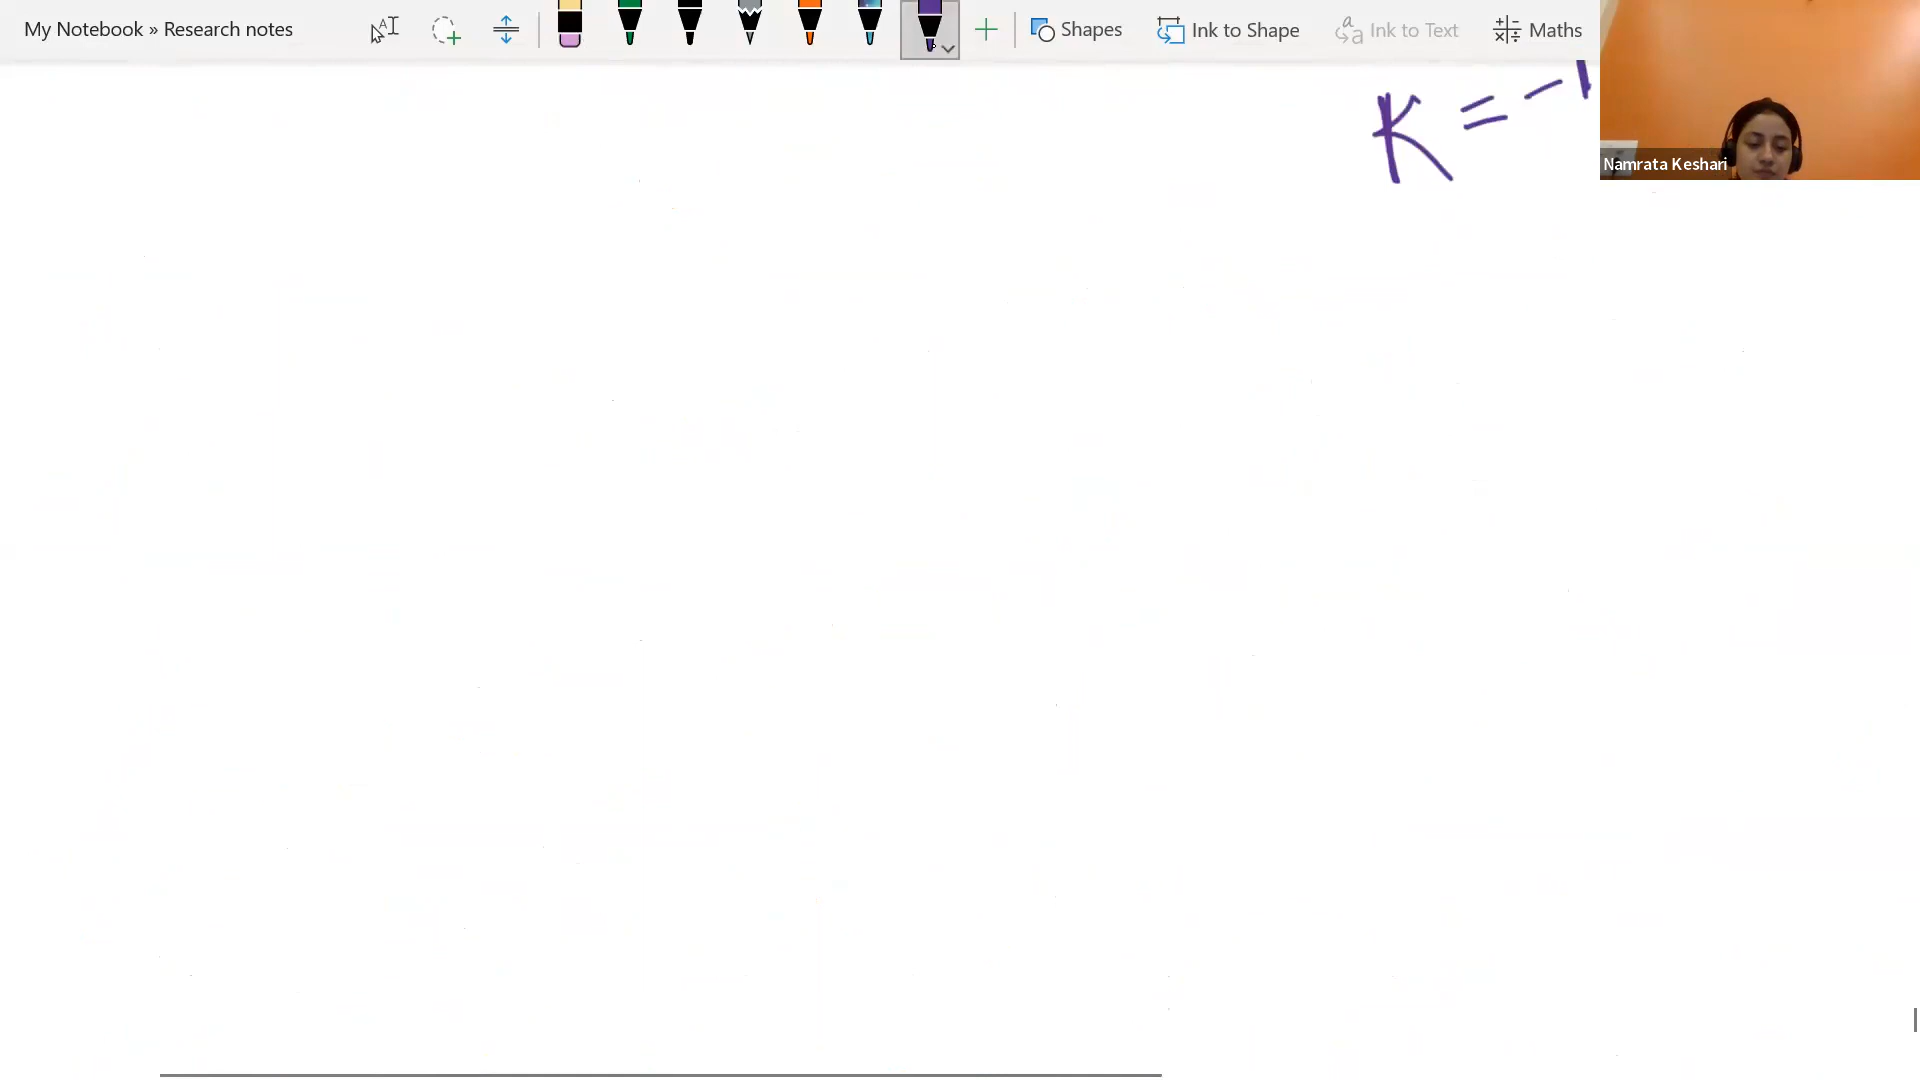 My Notebook » Research notes
Shapes
Ink to Shape
Ink to Text
Maths
K = -1
Namrata Keshari